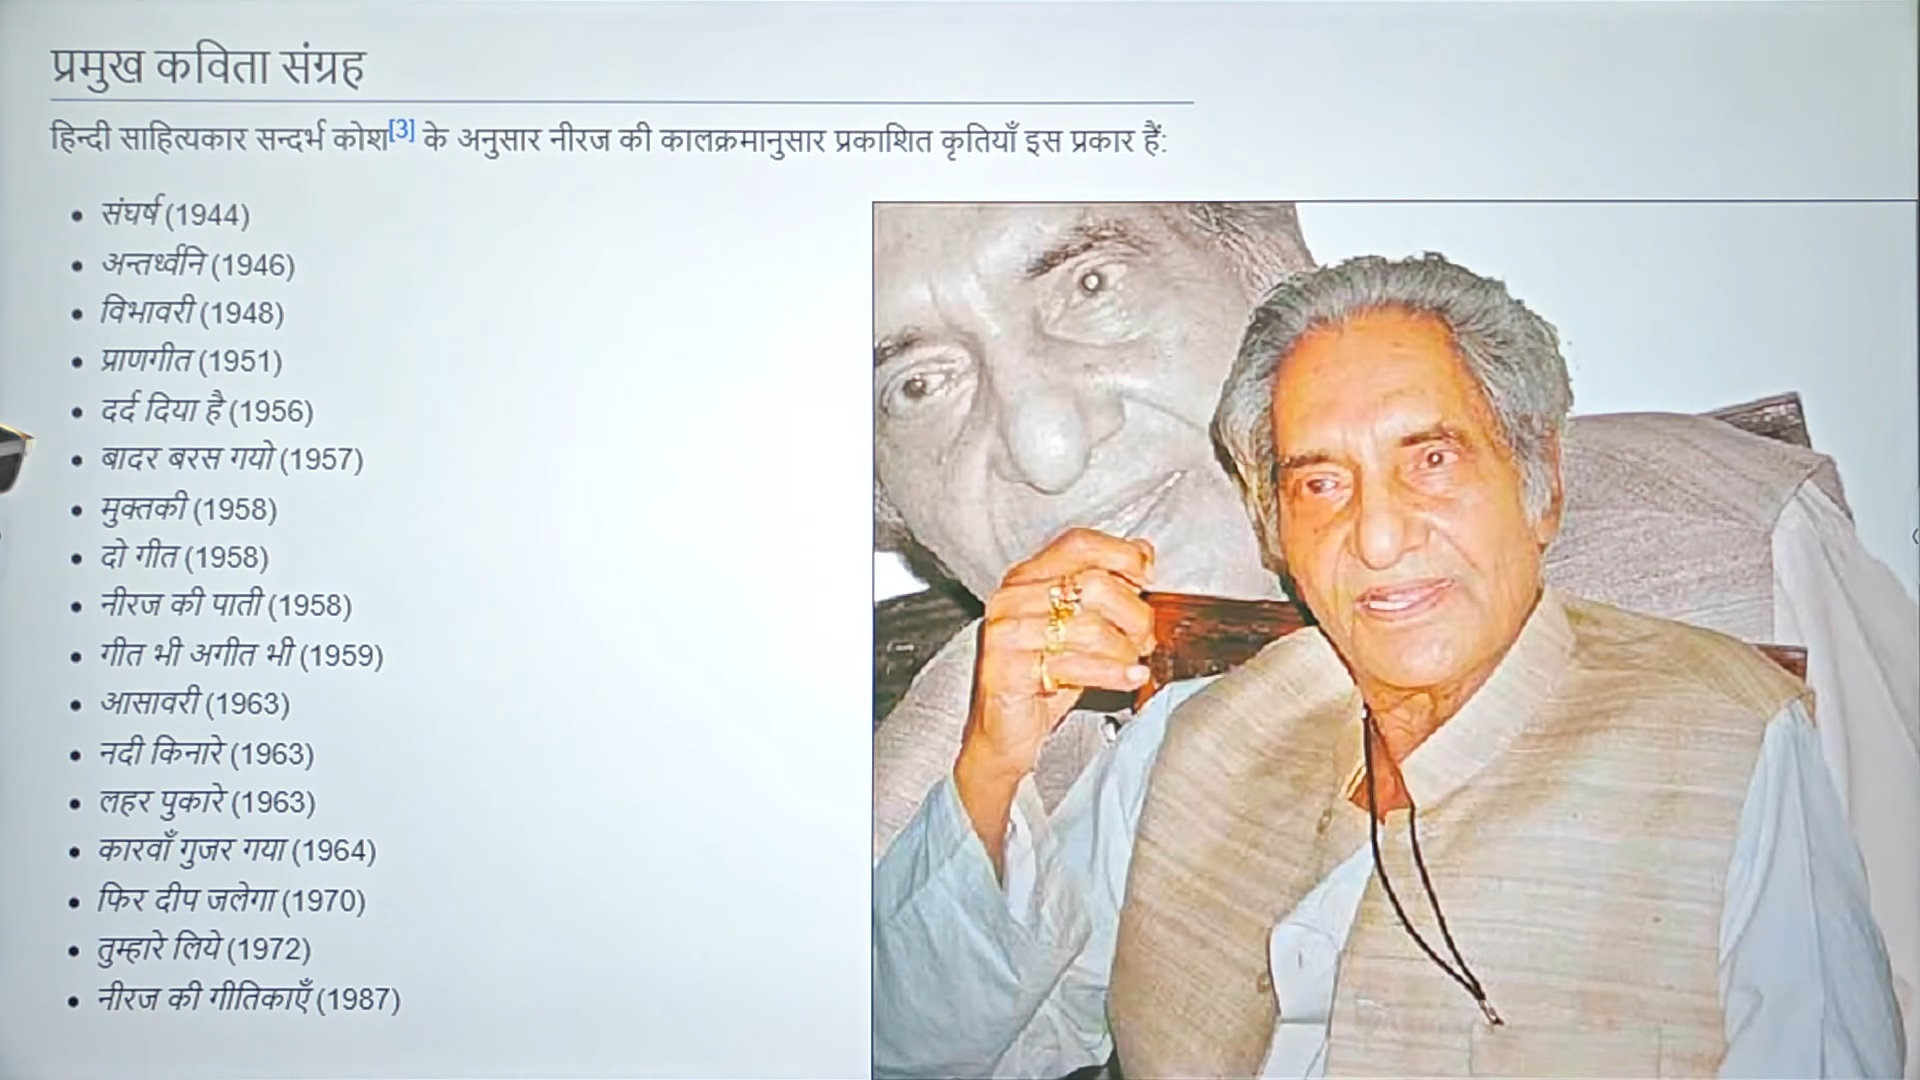 प्रमुख कविता संग्रह
हिन्दी साहित्यकार सन्दर्भ कोश[3] के अनुसार नीरज की कालक्रमानुसार प्रकाशित कृतियाँ इस प्रकार हैं:
संघर्ष (1944)
अन्तर्ध्वनि (1946)
विभावरी (1948)
प्राणगीत (1951)
दर्द दिया है (1956)
बादर बरस गयो (1957)
मुक्तकी (1958)
दो गीत (1958)
नीरज की पाती (1958)
गीत भी अगीत भी (1959)
आसावरी (1963)
नदी किनारे (1963)
लहर पुकारे (1963)
कारवाँ गुजर गया (1964)
फिर दीप जलेगा (1970)
तुम्हारे लिये (1972)
नीरज की गीतिकाएँ (1987)